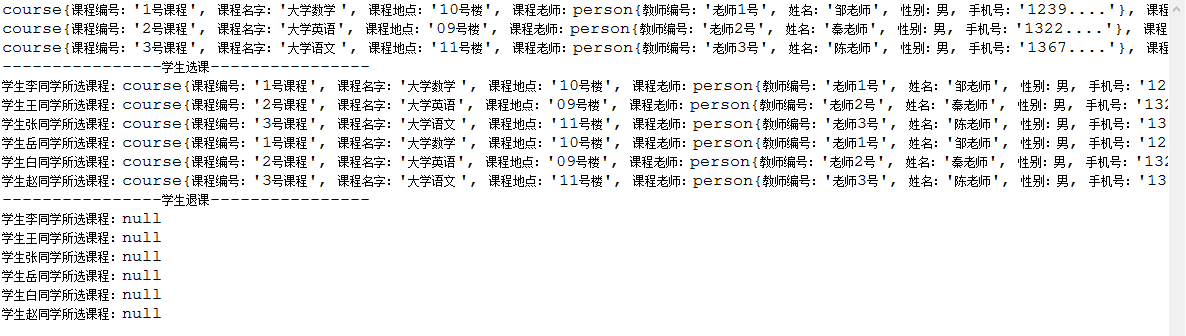 course{课程编号: '1号课程', 课程名字: '大学数学 ', 课程地点: '10号楼', 课程老师: person{教师编号: '老师1号', 姓名: '邹老师', 性别: 男, 手机号: '1239....'}, 课程
course{课程编号: '2号课程', 课程名字: '大学英语', 课程地点: '09号楼', 课程老师: person{教师编号: '老师2号', 姓名: '秦老师', 性别: 男, 手机号: '1322....'}, 课程
course{课程编号: '3号课程', 课程名字: '大学语文 ', 课程地点: '11号楼', 课程老师: person{教师编号: '老师3号', 姓名: '陈老师', 性别: 男, 手机号: '1367....'}, 课程
----------------学生选课----------------
学生李同学所选课程: course{课程编号: '1号课程', 课程名字: '大学数学 ', 课程地点: '10号楼', 课程老师: person{教师编号: '老师1号', 姓名: '邹老师', 性别: 男, 手机号: '12
学生王同学所选课程: course{课程编号: '2号课程', 课程名字: '大学英语', 课程地点: '09号楼', 课程老师: person{教师编号: '老师2号', 姓名: '秦老师', 性别: 男, 手机号: '132
学生张同学所选课程: course{课程编号: '3号课程', 课程名字: '大学语文 ', 课程地点: '11号楼', 课程老师: person{教师编号: '老师3号', 姓名: '陈老师', 性别: 男, 手机号: '13
学生岳同学所选课程: course{课程编号: '1号课程', 课程名字: '大学数学 ', 课程地点: '10号楼', 课程老师: person{教师编号: '老师1号', 姓名: '邹老师', 性别: 男, 手机号: '12
学生白同学所选课程: course{课程编号: '2号课程', 课程名字: '大学英语', 课程地点: '09号楼', 课程老师: person{教师编号: '老师2号', 姓名: '秦老师', 性别: 男, 手机号: '132
学生赵同学所选课程: course{课程编号: '3号课程', 课程名字: '大学语文 ', 课程地点: '11号楼', 课程老师: person{教师编号: '老师3号', 姓名: '陈老师', 性别: 男, 手机号: '13
----------------学生退课----------------
学生李同学所选课程: null
学生王同学所选课程: null
学生张同学所选课程: null
学生岳同学所选课程: null
学生白同学所选课程: null
学生赵同学所选课程: null